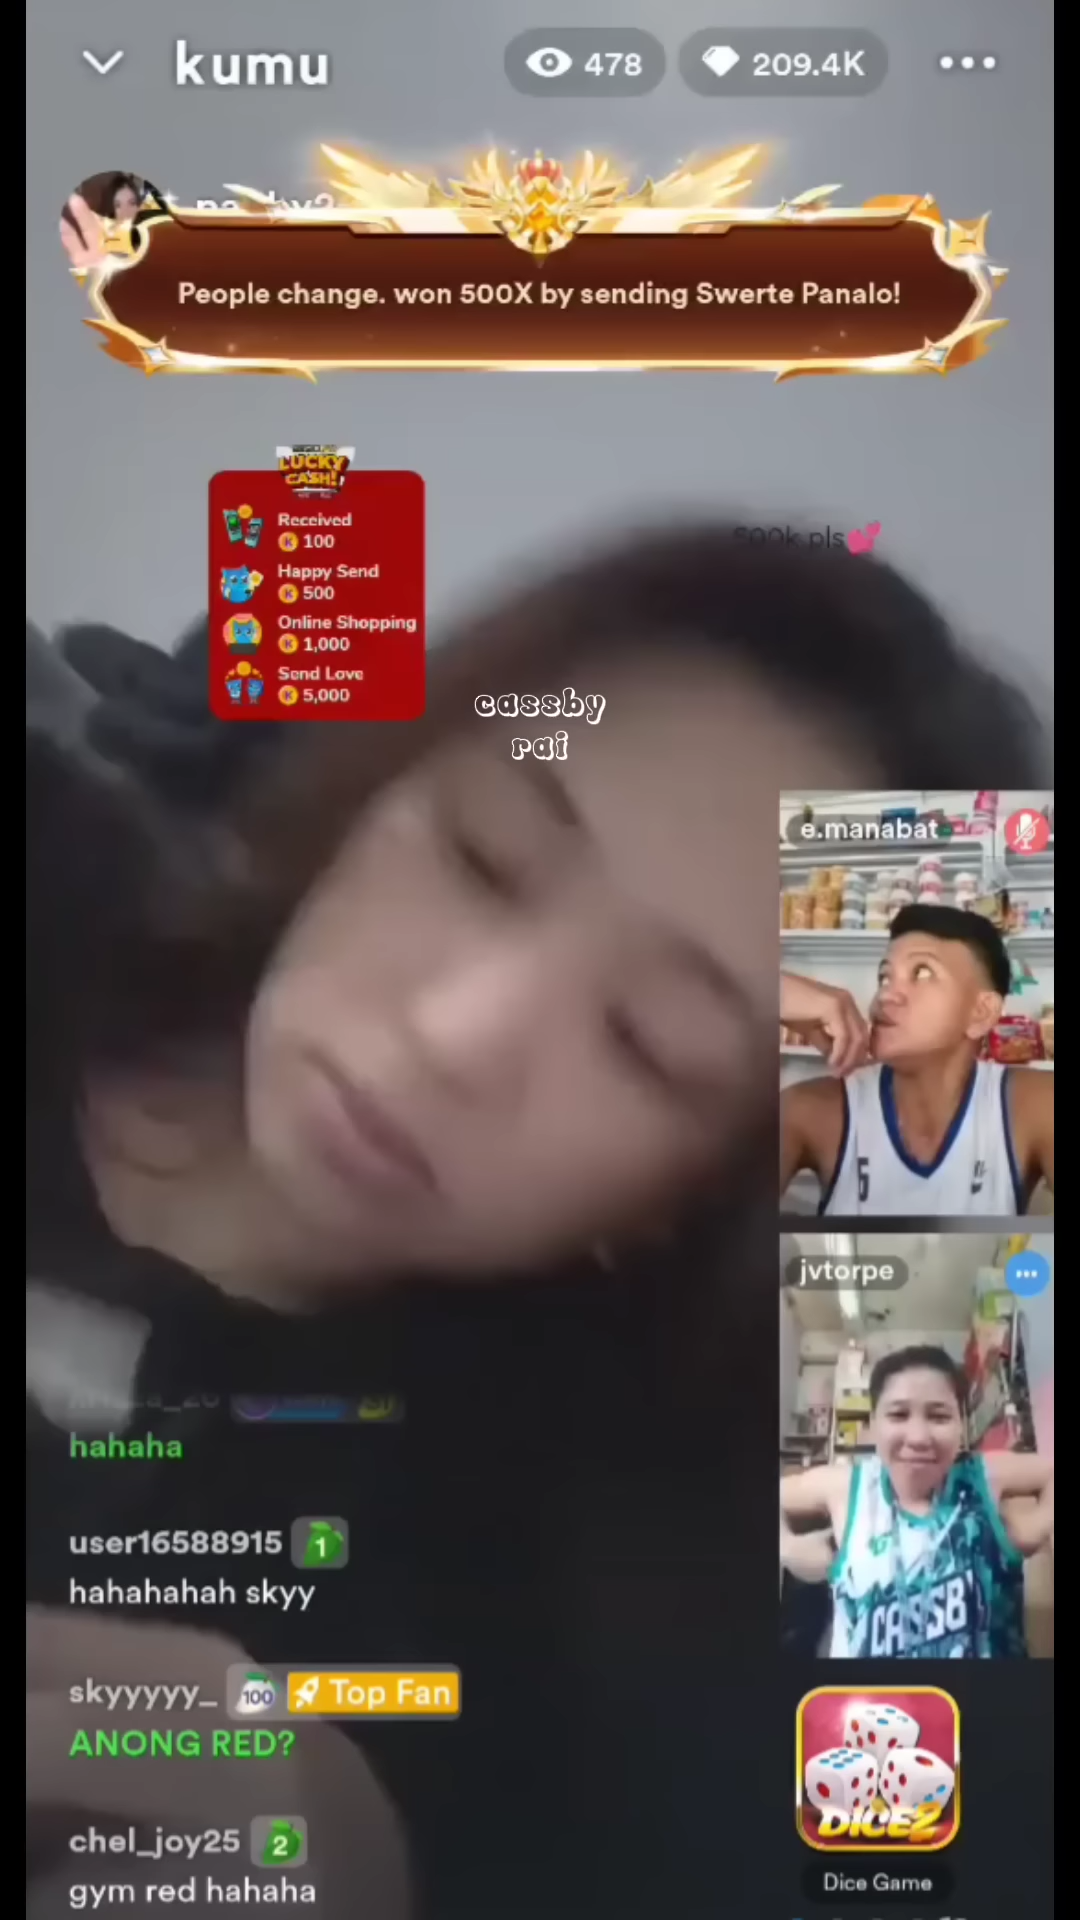 kumu
478
209.4K
People change. won 500X by sending Swerte Panalo!
LUCKY
CASH!
Received
100
Happy Send
500
Online Shopping
1,000
Send Love
5,000
500k pls💕
cassby
rai
e.manabat
jvtorpe
CASSB
hahaha
user16588915 1
hahahahah skyy
skyyyyy_ 100 Top Fan
ANONG RED?
chel_joy25 2
gym red hahaha
DICE2
Dice Game